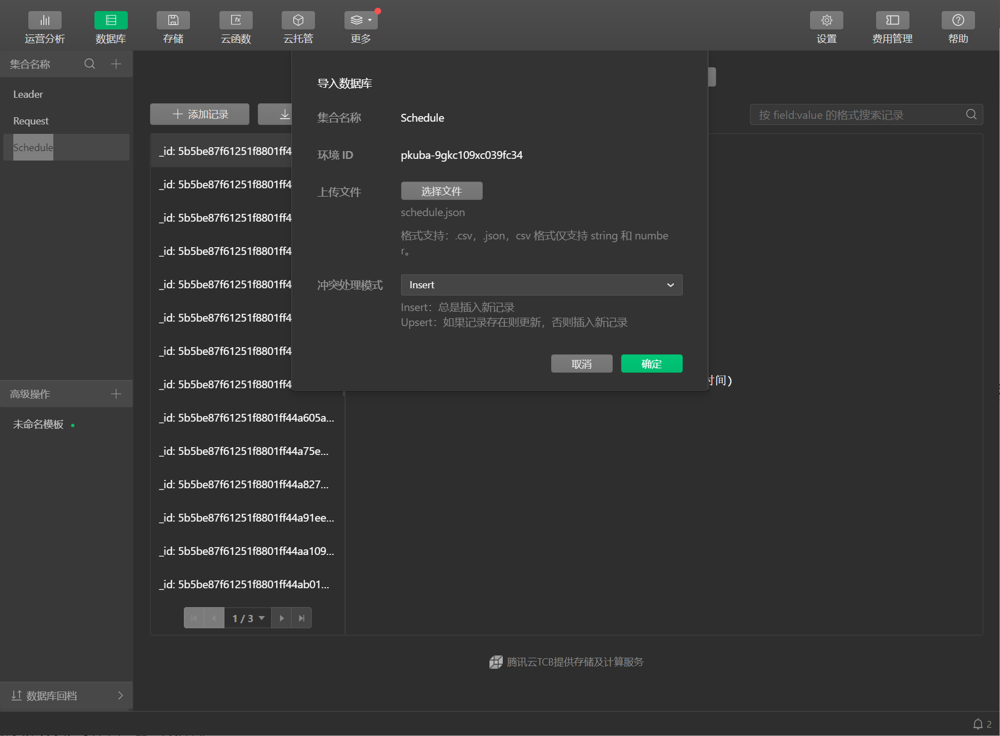 运营分析
数据库
存储
云函数
云托管
更多
设置
费用管理
帮助
集合名称
Leader
Request
Schedule
添加记录
按 field:value 的格式搜索记录
_id: 5b5be87f61251f8801ff4
_id: 5b5be87f61251f8801ff4
_id: 5b5be87f61251f8801ff4
_id: 5b5be87f61251f8801ff4
_id: 5b5be87f61251f8801ff4
_id: 5b5be87f61251f8801ff4
_id: 5b5be87f61251f8801ff4
_id: 5b5be87f61251f8801ff4
_id: 5b5be87f61251f8801ff44a605a...
_id: 5b5be87f61251f8801ff44a75e...
_id: 5b5be87f61251f8801ff44a827...
_id: 5b5be87f61251f8801ff44a91ee...
_id: 5b5be87f61251f8801ff44aa109...
_id: 5b5be87f61251f8801ff44ab01...
1 / 3
导入数据库
集合名称 Schedule
环境 ID pkuba-9gkc109xc039fc34
上传文件 选择文件
schedule.json
格式支持：.csv，.json，csv 格式仅支持 string 和 numbe
r。
冲突处理模式 Insert
Insert：总是插入新记录
Upsert：如果记录存在则更新，否则插入新记录
取消 确定
间)
高级操作
未命名模板
数据库回档
腾讯云TCB提供存储及计算服务
2